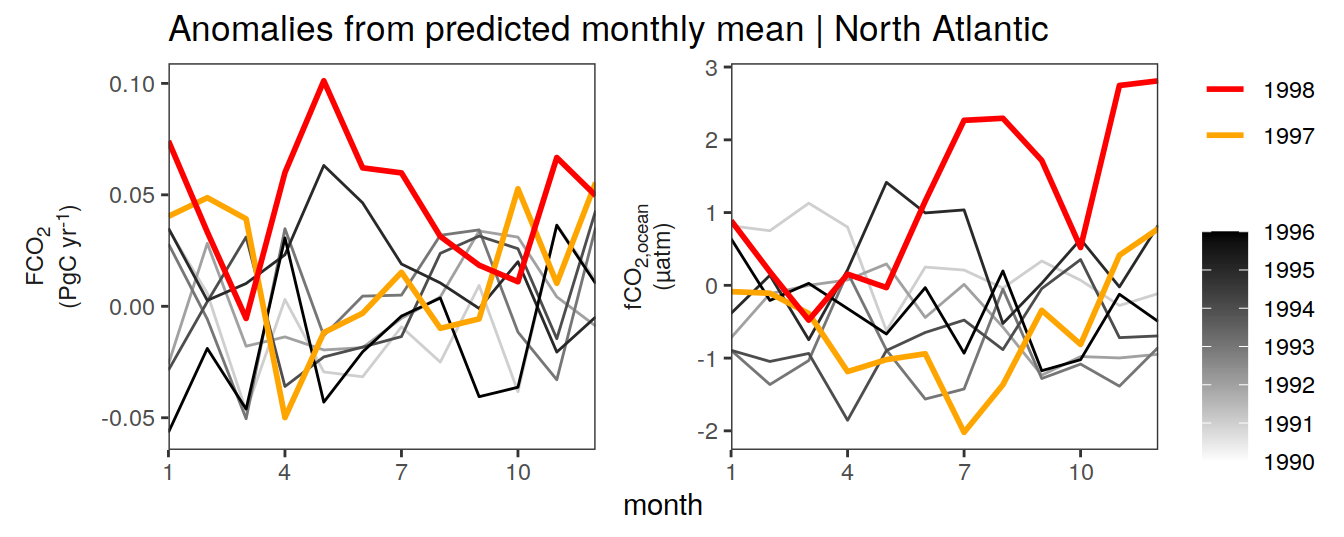 Anomalies from predicted monthly mean | North Atlantic
FCO₂
(PgC yr⁻¹)
0.10
0.05
0.00
-0.05
1 4 7 10
fCO₂,ocean
(µatm)
3
2
1
0
-1
-2
1 4 7 10
month
1998
1997
1996
1995
1994
1993
1992
1991
1990